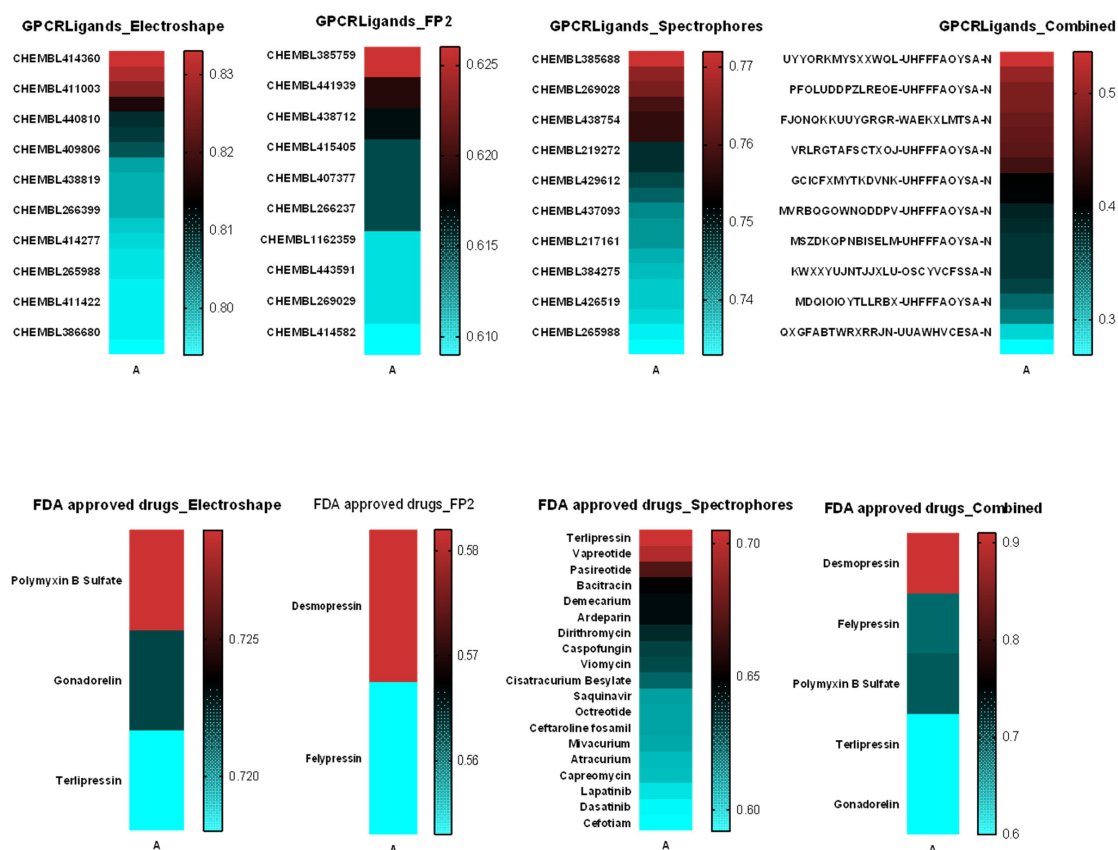 GPCRLigands_Electroshape
CHEMBL414360
CHEMBL411003
CHEMBL440810
CHEMBL409806
CHEMBL438819
CHEMBL266399
CHEMBL414277
CHEMBL265988
CHEMBL411422
CHEMBL386680
0.83
0.82
0.81
0.80
A
GPCRLigands_FP2
CHEMBL385759
CHEMBL441939
CHEMBL438712
CHEMBL415405
CHEMBL407377
CHEMBL266237
CHEMBL1162359
CHEMBL443591
CHEMBL269029
CHEMBL414582
0.625
0.620
0.615
0.610
A
GPCRLigands_Spectrophores
CHEMBL385688
CHEMBL269028
CHEMBL438754
CHEMBL219272
CHEMBL429612
CHEMBL437093
CHEMBL217161
CHEMBL384275
CHEMBL426519
CHEMBL265988
0.77
0.76
0.75
0.74
A
GPCRLigands_Combined
UYYORKMYSXXWQL-UHFFFAOYSA-N
PFOLUDDPZLREOE-UHFFFAOYSA-N
FJONQKKUUYGRGR-WAEKXLMTSA-N
VRLRGTAFSCTXOJ-UHFFFAOYSA-N
GCICFXMYTKDVNK-UHFFFAOYSA-N
MVRBQGOWNQDDPV-UHFFFAOYSA-N
MSZDKQPNBISELM-UHFFFAOYSA-N
KWXXYUJNTJJXLU-OSCYVCFSSA-N
MDQIOIOYTLLRBX-UHFFFAOYSA-N
QXGFABTWRXRRJN-UUAWHVCESA-N
0.5
0.4
0.3
A
FDA approved drugs_Electroshape
Polymyxin B Sulfate
Gonadorelin
Terlipressin
0.725
0.720
A
FDA approved drugs_FP2
Desmopressin
Felypressin
0.58
0.57
0.56
A
FDA approved drugs_Spectrophores
Terlipressin
Vapreotide
Pasireotide
Bacitracin
Demecarium
Ardeparin
Dirithromycin
Caspofungin
Viomycin
Cisatracurium Besylate
Saquinavir
Octreotide
Ceftaroline fosamil
Mivacurium
Atracurium
Capreomycin
Lapatinib
Dasatinib
Cefotiam
0.70
0.65
0.60
A
FDA approved drugs_Combined
Desmopressin
Felypressin
Polymyxin B Sulfate
Terlipressin
Gonadorelin
0.9
0.8
0.7
0.6
A